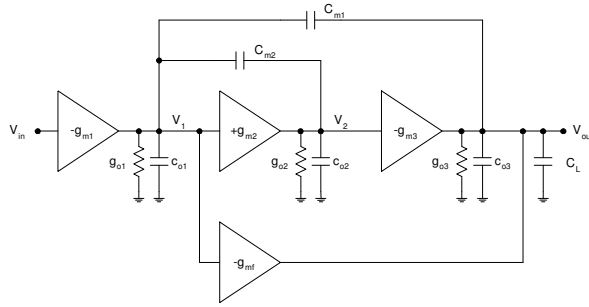 C_m1
C_m2
V_in
-g_m1
V_1
+g_m2
V_2
-g_m3
V_ou
g_o1
c_o1
g_o2
c_o2
g_o3
c_o3
C_L
-g_mf